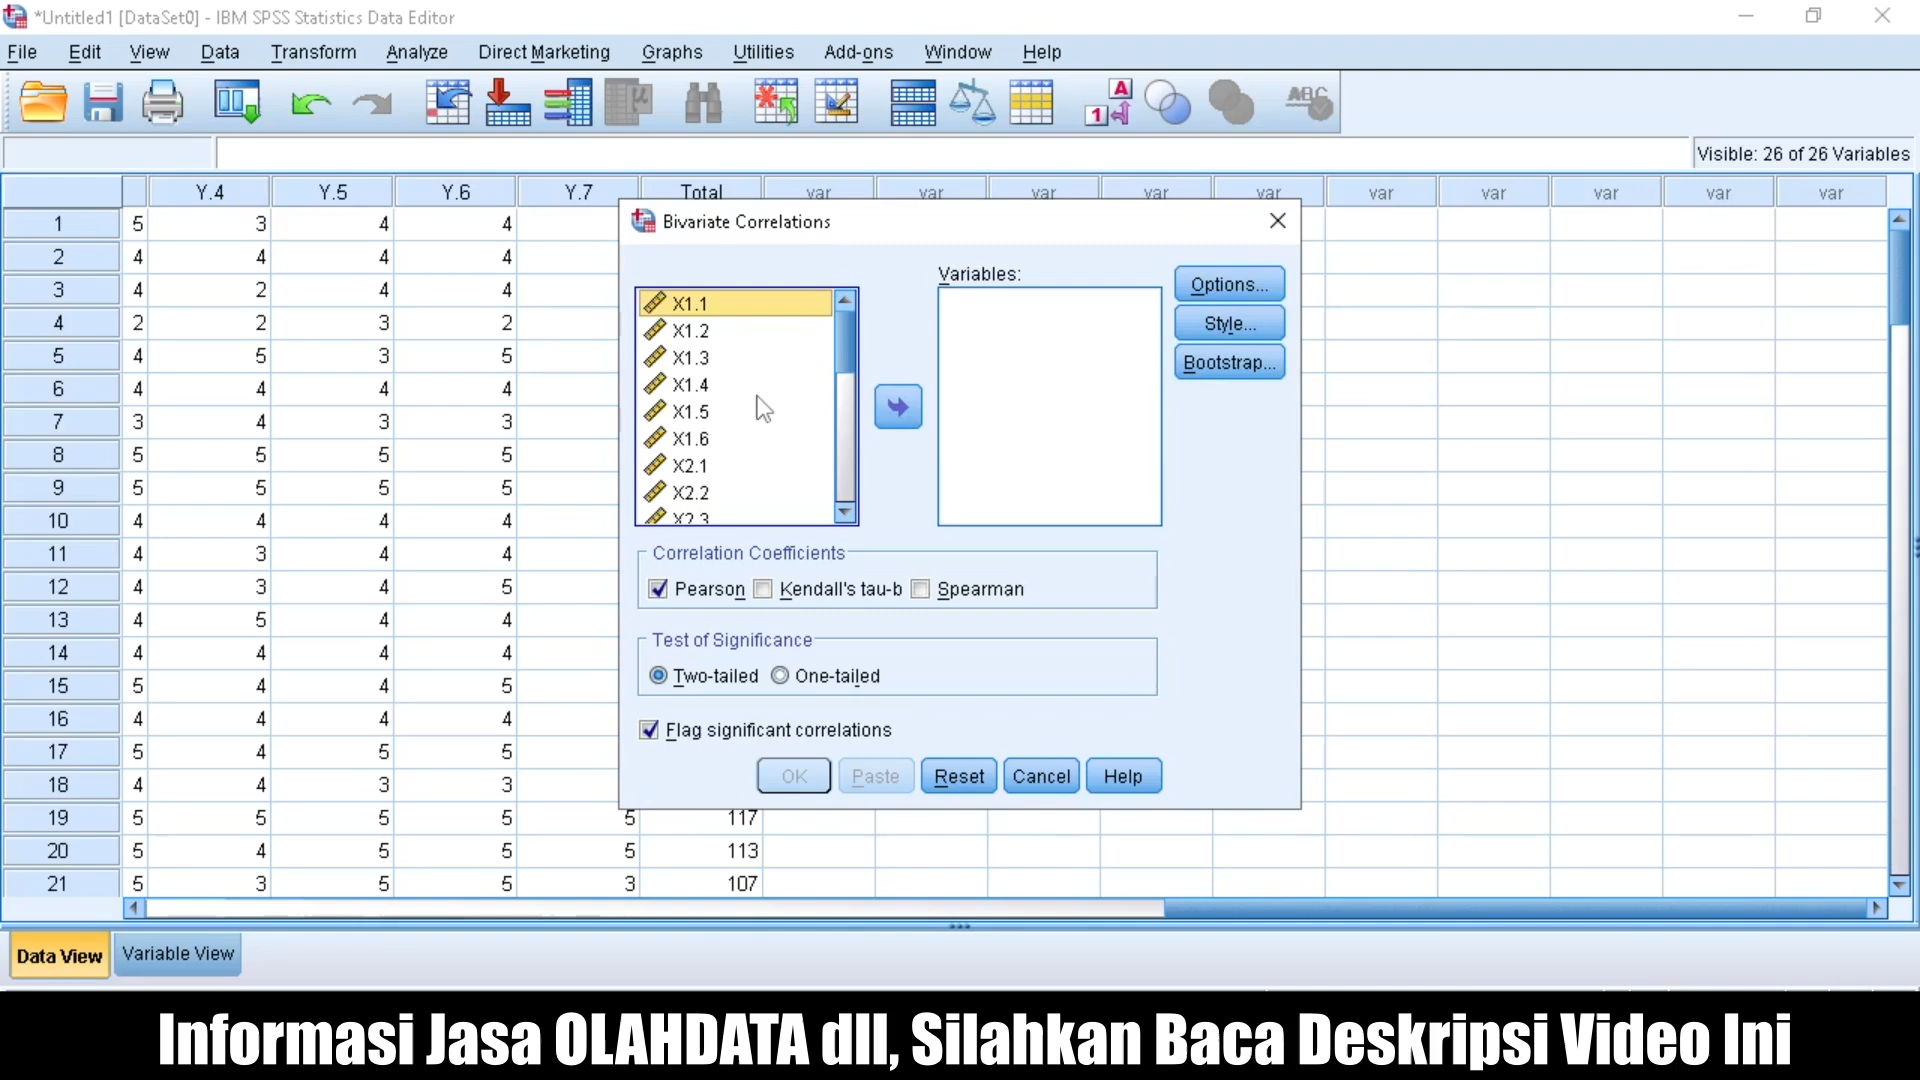 *Untitled1 [DataSet0] - IBM SPSS Statistics Data Editor
File Edit View Data Transform Analyze Direct Marketing Graphs Utilities Add-ons Window Help
Visible: 26 of 26 Variables
Y.4 Y.5 Y.6 Y.7 Total var var var var var var var var var var
1 5 3 4 4
2 4 4 4 4
3 4 2 4 4
4 2 2 3 2
5 4 5 3 5
6 4 4 4 4
7 3 4 3 3
8 5 5 5 5
9 5 5 5 5
10 4 4 4 4
11 4 3 4 4
12 4 3 4 5
13 4 5 4 4
14 4 4 4 4
15 5 4 4 5
16 4 4 4 4
17 5 4 5 5
18 4 4 3 3
19 5 5 5 5 5 117
20 5 4 5 5 5 113
21 5 3 5 5 3 107
Bivariate Correlations
Variables:
X1.1
X1.2
X1.3
X1.4
X1.5
X1.6
X2.1
X2.2
X2.3
Options...
Style...
Bootstrap...
Correlation Coefficients
Pearson Kendall's tau-b Spearman
Test of Significance
Two-tailed One-tailed
Flag significant correlations
OK Paste Reset Cancel Help
Data View Variable View
Informasi Jasa OLAHDATA dll, Silahkan Baca Deskripsi Video Ini